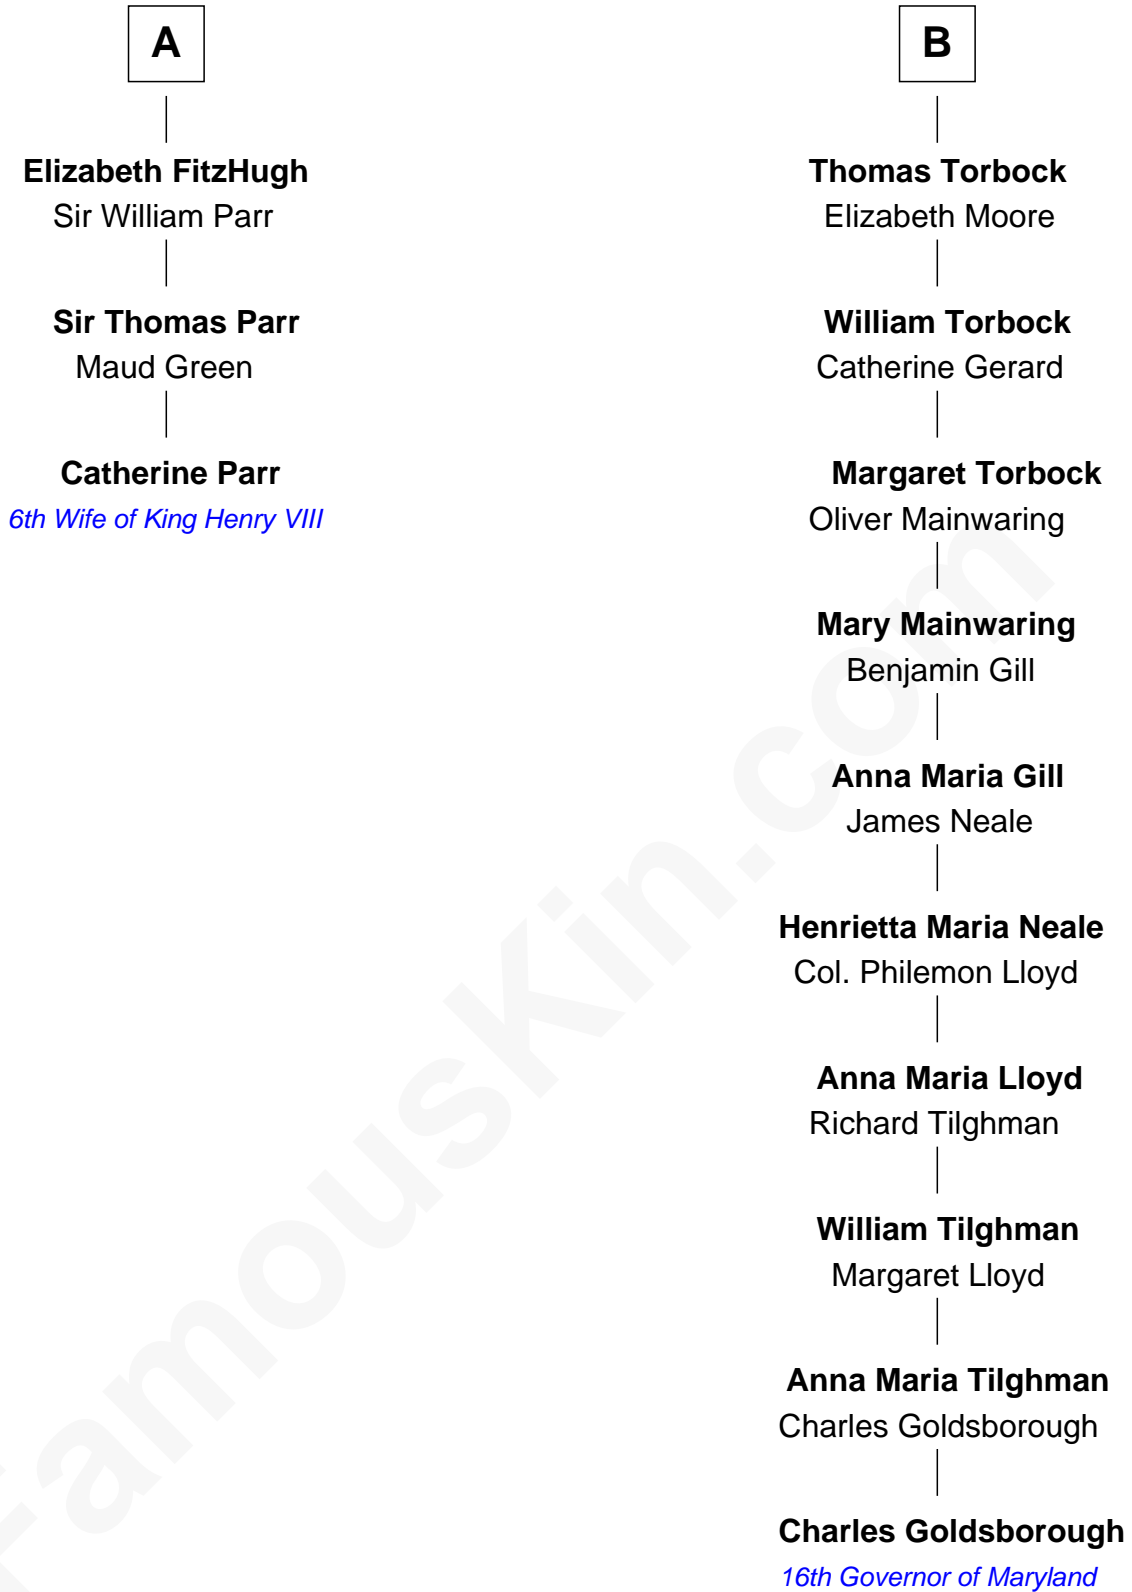 A
Elizabeth FitzHugh
Sir William Parr
Sir Thomas Parr
Maud Green
Catherine Parr
6th Wife of King Henry VIII
B
Thomas Torbock
Elizabeth Moore
William Torbock
Catherine Gerard
Margaret Torbock
Oliver Mainwaring
Mary Mainwaring
Benjamin Gill
Anna Maria Gill
James Neale
Henrietta Maria Neale
Col. Philemon Lloyd
Anna Maria Lloyd
Richard Tilghman
William Tilghman
Margaret Lloyd
Anna Maria Tilghman
Charles Goldsborough
Charles Goldsborough
16th Governor of Maryland
FamousKin.com